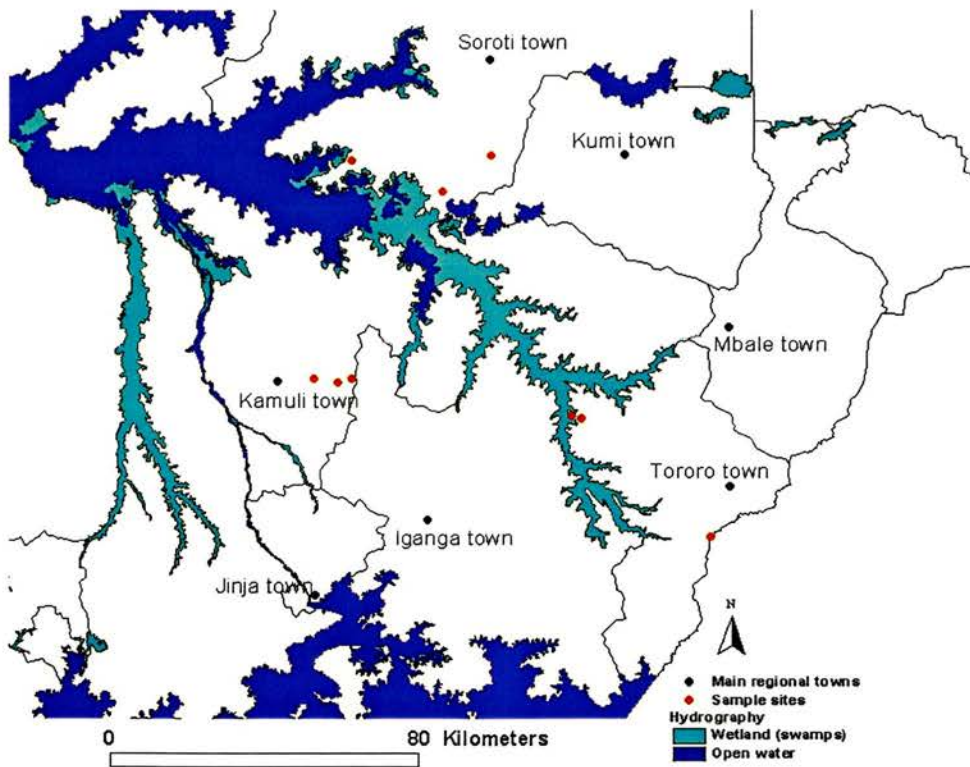 Soroti town
Kumi town
Mbale town
Kamuli town
Tororo town
Iganga town
Jinja town
N
Main regional towns
Sample sites
Hydrography
Wetland (swamps)
Open water
0 80 Kilometers